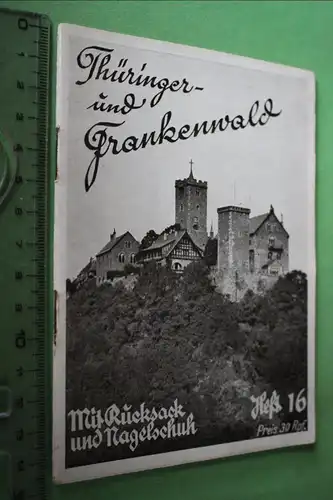 Thüringer-
und
Frankenwald
Mit Rucksack
und Nagelschuh
Heft 16
Preis 30 Rpf.